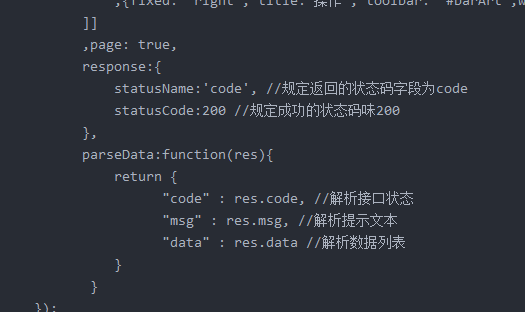 ,{fixed: 'right', title:'操作', toolbar: '#barArt',w
]]
,page: true,
response:{
statusName:'code', //规定返回的状态码字段为code
statusCode:200 //规定成功的状态码咪200
},
parseData:function(res){
return {
"code" : res.code, //解析接口状态
"msg" : res.msg, //解析提示文本
"data" : res.data //解析数据列表
}
}
});